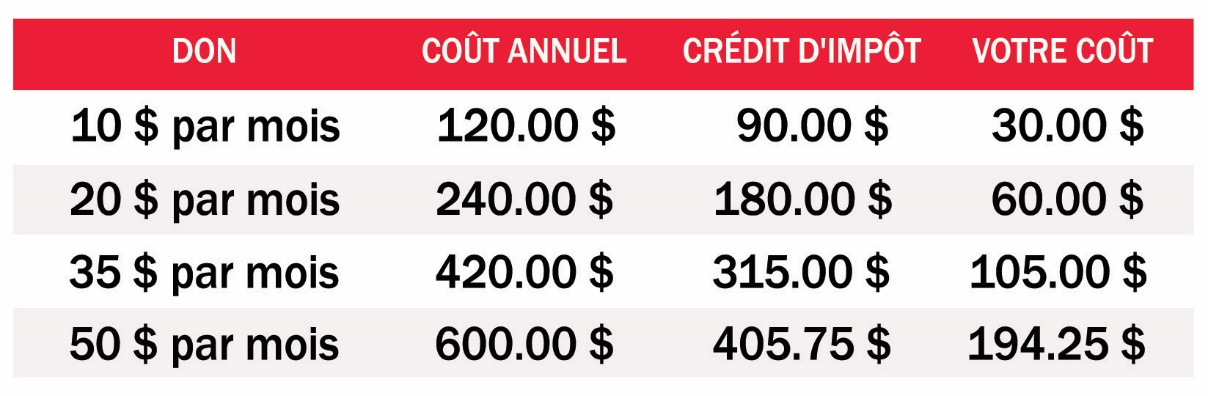 DON COÛT ANNUEL CRÉDIT D'IMPÔT VOTRE COÛT
10 $ par mois 120.00 $ 90.00 $ 30.00 $
20 $ par mois 240.00 $ 180.00 $ 60.00 $
35 $ par mois 420.00 $ 315.00 $ 105.00 $
50 $ par mois 600.00 $ 405.75 $ 194.25 $